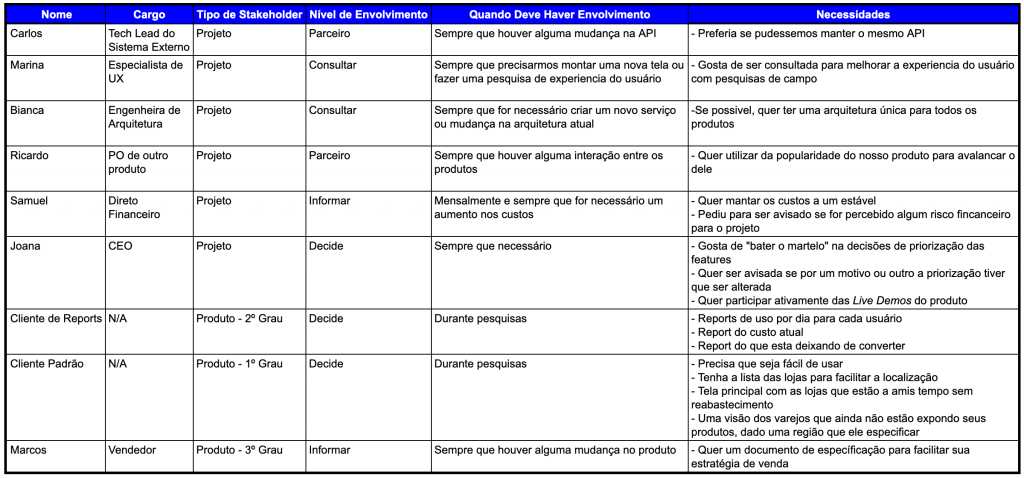 Nome Cargo Tipo de Stakeholder Nível de Envolvimento Quando Deve Haver Envolvimento Necessidades
Carlos Tech Lead do Projeto Parceiro Sempre que houver alguma mudança na API - Preferia se pudessemos manter o mesmo API
Sistema Externo
Marina Especialista de Projeto Consultar Sempre que precisarmos montar uma nova tela ou - Gosta de ser consultada para melhorar a experiencia do usuário
UX fazer uma pesquisa de experiencia do usuário com pesquisas de campo
Bianca Engenheira de Projeto Consultar Sempre que for necessário criar um novo serviço -Se possivel, quer ter uma arquitetura única para todos os
Arquitetura ou mudança na arquitetura atual produtos
Ricardo PO de outro Projeto Parceiro Sempre que houver alguma interação entre os - Quer utilizar da popularidade do nosso produto para avalancar o
produto produtos dele
Samuel Direto Projeto Informar Mensalmente e sempre que for necessário um - Quer mantar os custos a um estável
Financeiro aumento nos custos - Pediu para ser avisado se for percebido algum risco fincanceiro
para o projeto
Joana CEO Projeto Decide Sempre que necessário - Gosta de "bater o martelo" na decisões de priorização das
features
- Quer ser avisada se por um motivo ou outro a priorização tiver
que ser alterada
- Quer participar ativamente das Live Demos do produto
Cliente de Reports N/A Produto - 2º Grau Decide Durante pesquisas - Reports de uso por dia para cada usuário
- Report do custo atual
- Report do que esta deixando de converter
Cliente Padrão N/A Produto - 1º Grau Decide Durante pesquisas - Precisa que seja fácil de usar
- Tenha a lista das lojas para facilitar a localização
- Tela principal com as lojas que estão a amis tempo sem
reabastecimento
- Uma visão dos varejos que ainda não estão expondo seus
produtos, dado uma região que ele especificar
Marcos Vendedor Produto - 3º Grau Informar Sempre que houver alguma mudança no produto - Quer um documento de específicação para facilitar sua
estratégia de venda